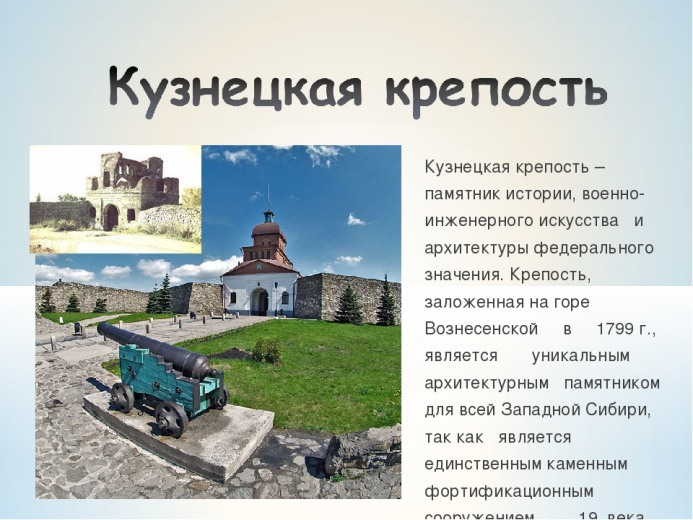 Кузнецкая крепость
Кузнецкая крепость –
памятник истории, военно-
инженерного искусства и
архитектуры федерального
значения. Крепость,
заложенная на горе
Вознесенской в 1799 г.,
является уникальным
архитектурным памятником
для всей Западной Сибири,
так как является
единственным каменным
фортификационным
сооружением 19 века